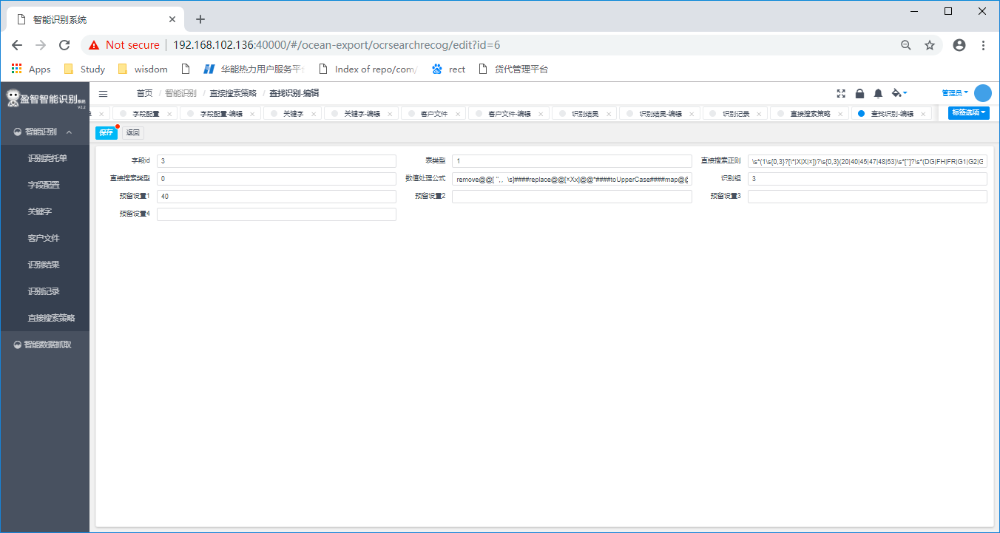 智能识别系统
Not secure 192.168.102.136:40000/#/ocean-export/ocrsearchrecog/edit?id=6
Apps Study wisdom 华能热力用户服务平台 Index of repo/com/ rect 货代管理平台
盈智智能识别系统 V2.2
首页 / 智能识别 / 直接搜索策略 / 查找识别-编辑 管理员
字段配置 字段配置-编辑 关键字 关键字-编辑 客户文件 客户文件-编辑 识别结果 识别结果-编辑 识别记录 直接搜索策略 查找识别-编辑 标签选项
保存 返回
智能识别
识别委托单
字段配置
关键字
客户文件
识别结果
识别记录
直接搜索策略
智能数据抓取
字段id 3 表类型 1 直接搜索正则 \s*(1\s{0,3}?[\*|X|X|×])?\s{0,3}(20|40|45|47|48|53)\s*["]?\s*(DG|FH|FR|G1|G2|G
直接搜索类型 0 数值处理公式 remove@@[ ",, \s]####replace@@[×Xx]@@*####toUpperCase####map@@ 识别组 3
预留设置1 40 预留设置2 预留设置3
预留设置4